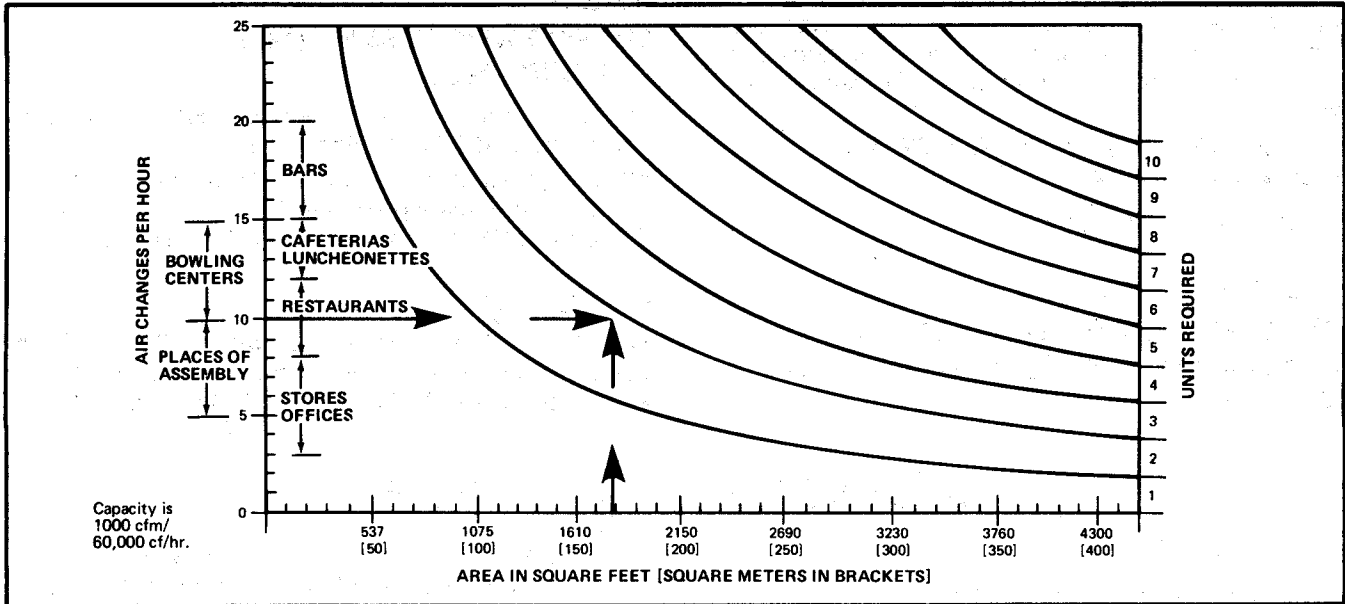 25
20
15
10
5
0
AIR CHANGES PER HOUR
BOWLING
CENTERS
PLACES OF
ASSEMBLY
BARS
CAFETERIAS
LUNCHEONETTES
RESTAURANTS
STORES
OFFICES
10
9
8
7
6
5
4
3
2
1
UNITS REQUIRED
Capacity is
1000 cfm/
60,000 cf/hr.
537 1075 1610 2150 2690 3230 3760 4300
[50] [100] [150] [200] [250] [300] [350] [400]
AREA IN SQUARE FEET [SQUARE METERS IN BRACKETS]